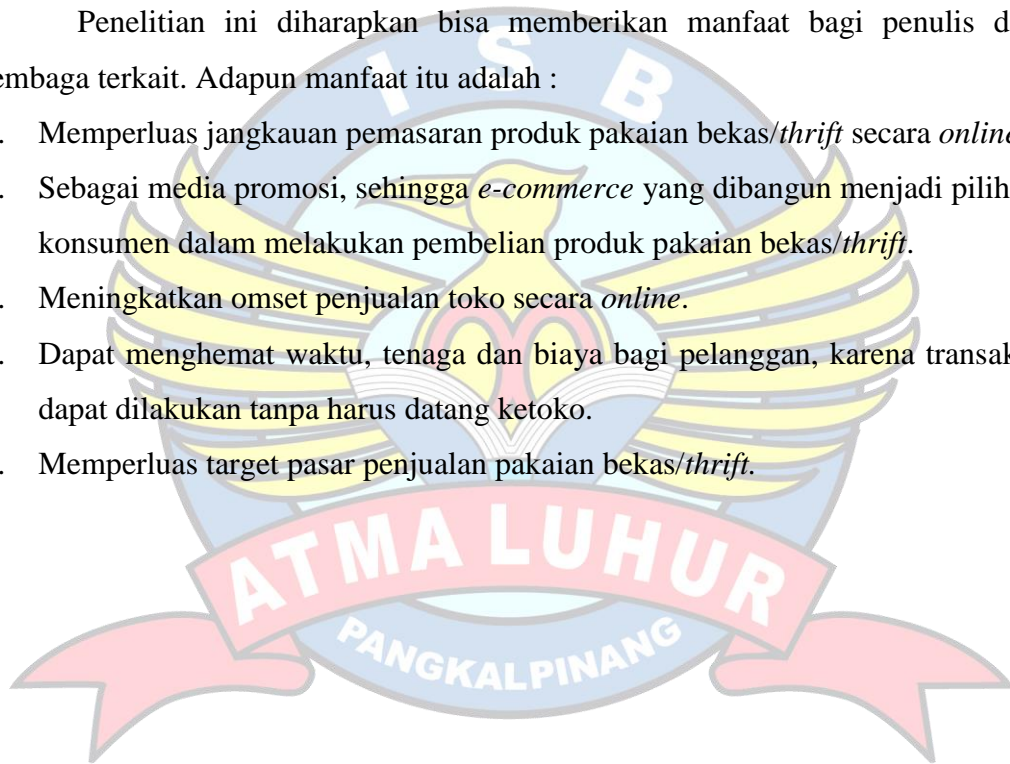 Penelitian ini diharapkan bisa memberikan manfaat bagi penulis d
embaga terkait. Adapun manfaat itu adalah :
. Memperluas jangkauan pemasaran produk pakaian bekas/thrift secara online
. Sebagai media promosi, sehingga e-commerce yang dibangun menjadi pilih
konsumen dalam melakukan pembelian produk pakaian bekas/thrift.
. Meningkatkan omset penjualan toko secara online.
. Dapat menghemat waktu, tenaga dan biaya bagi pelanggan, karena transak
dapat dilakukan tanpa harus datang ketoko.
. Memperluas target pasar penjualan pakaian bekas/thrift.
I S B
ATMA LUHUR
PANGKALPINANG